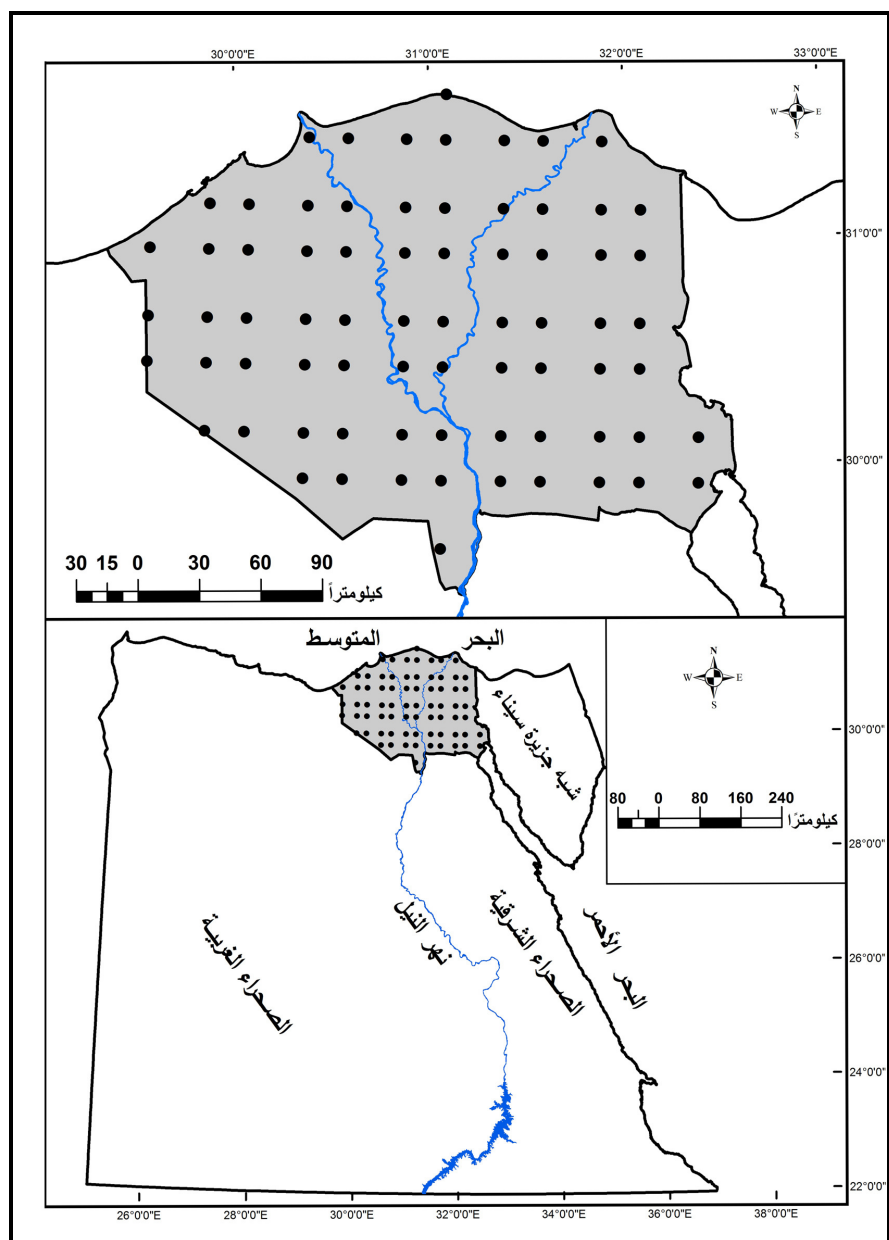 30°0'0"E 31°0'0"E 32°0'0"E 33°0'0"E
N
W E
S
31°0'0"
30°0'0"
30 15 0 30 60 90
كيلومتراً
البحر المتوسط
N
W E
S
شبه جزيرة سيناء
30°0'0"
80 0 80 160 240
كيلومترًا
28°0'0"
الصحراء الغربية
نهر النيل
الصحراء الشرقية
البحر الأحمر
26°0'0"
24°0'0"
22°0'0"
26°0'0"E 28°0'0"E 30°0'0"E 32°0'0"E 34°0'0"E 36°0'0"E 38°0'0"E